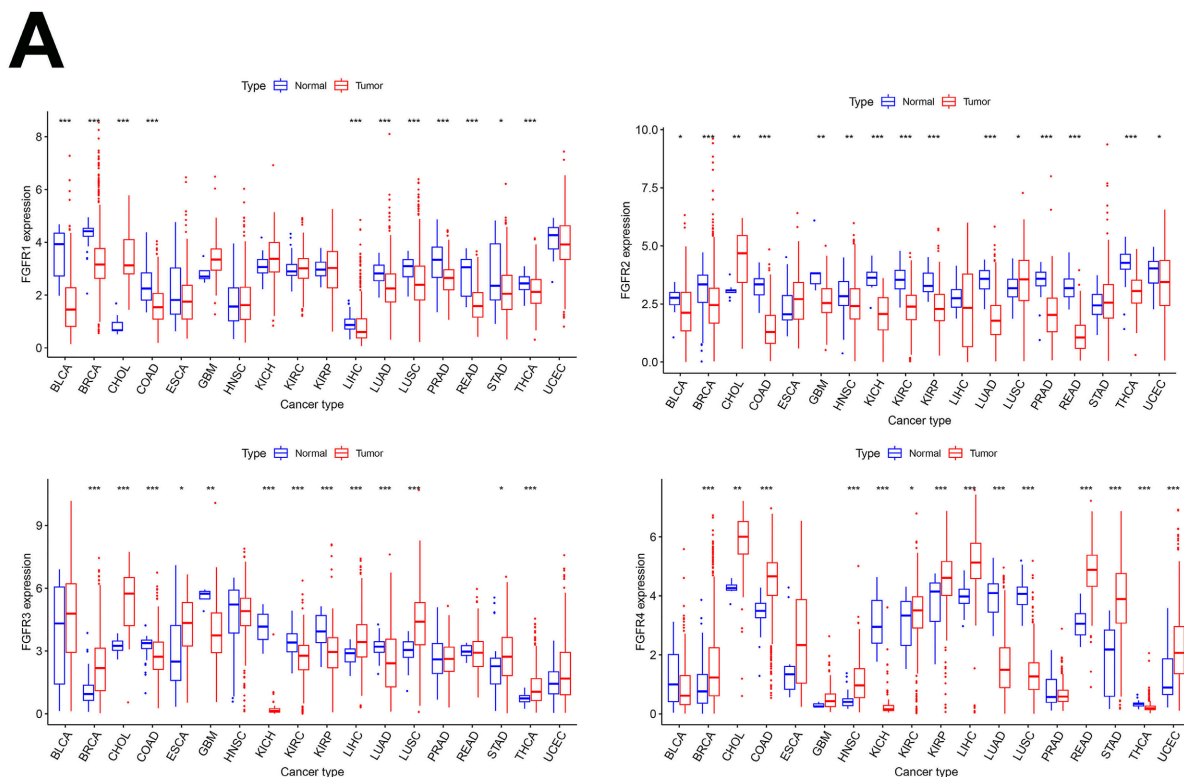 A
Type Normal Tumor
FGFR1 expression
8
6
4
2
0
*** *** *** *** *** *** *** *** *** * ***
BLCA BRCA CHOL COAD ESCA GBM HNSC KICH KIRC KIRP LIHC LUAD LUSC PRAD READ STAD THCA UCEC
Cancer type
Type Normal Tumor
FGFR2 expression
10.0
7.5
5.0
2.5
0.0
* *** ** *** ** ** *** *** *** *** * *** *** *** *
BLCA BRCA CHOL COAD ESCA GBM HNSC KICH KIRC KIRP LIHC LUAD LUSC PRAD READ STAD THCA UCEC
Cancer type
Type Normal Tumor
FGFR3 expression
9
6
3
0
*** *** *** * ** *** *** *** *** *** *** * ***
BLCA BRCA CHOL COAD ESCA GBM HNSC KICH KIRC KIRP LIHC LUAD LUSC PRAD READ STAD THCA UCEC
Cancer type
Type Normal Tumor
FGFR4 expression
6
4
2
0
*** ** *** *** *** * *** *** *** *** *** *** *** ***
BLCA BRCA CHOL COAD ESCA GBM HNSC KICH KIRC KIRP LIHC LUAD LUSC PRAD READ STAD THCA UCEC
Cancer type